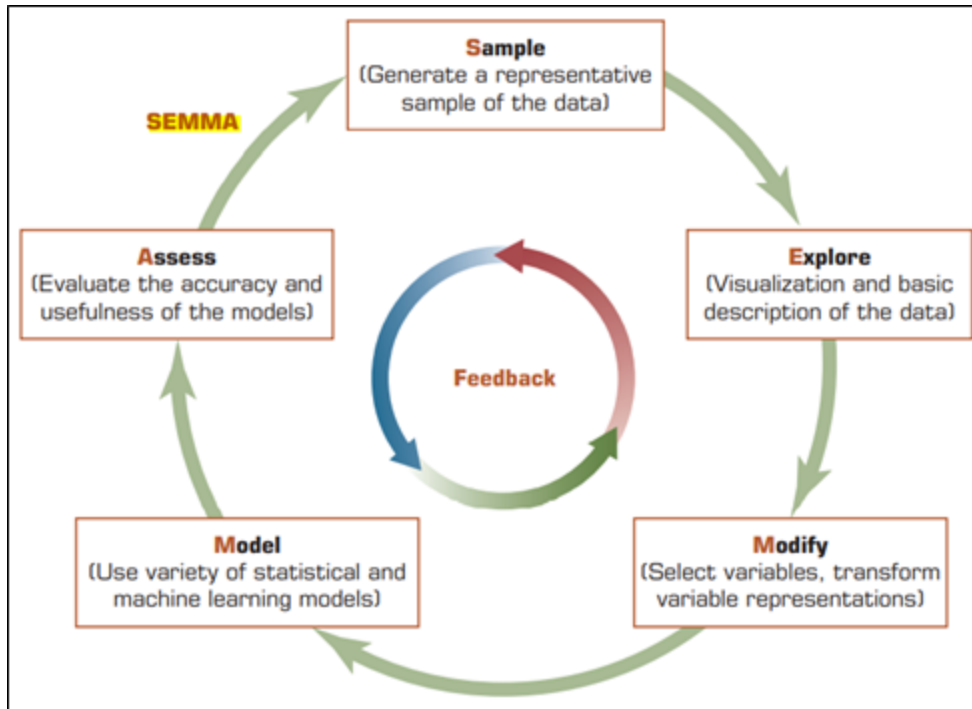 Sample
(Generate a representative
sample of the data)
SEMMA
Assess
(Evaluate the accuracy and
usefulness of the models)
Explore
(Visualization and basic
description of the data)
Feedback
Model
(Use variety of statistical and
machine learning models)
Modify
(Select variables, transform
variable representations)